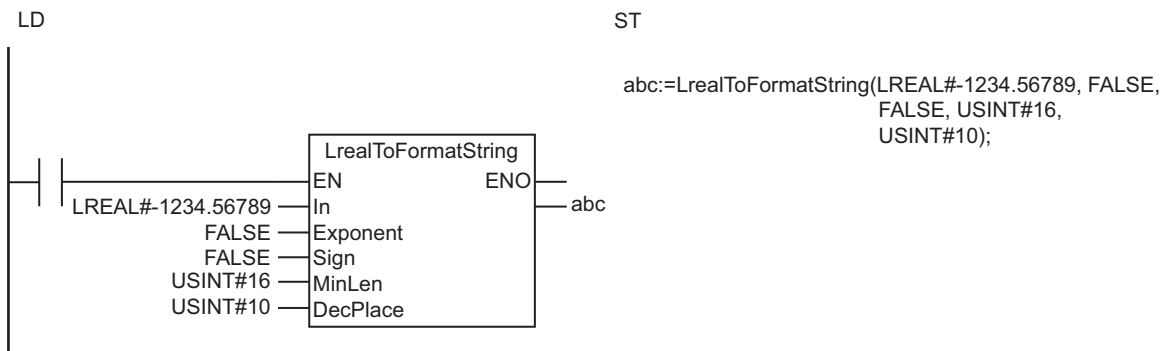 LD
ST
abc:=LrealToFormatString(LREAL#-1234.56789, FALSE,
FALSE, USINT#16,
USINT#10);
LrealToFormatString
EN ENO
LREAL#-1234.56789 In abc
FALSE Exponent
FALSE Sign
USINT#16 MinLen
USINT#10 DecPlace